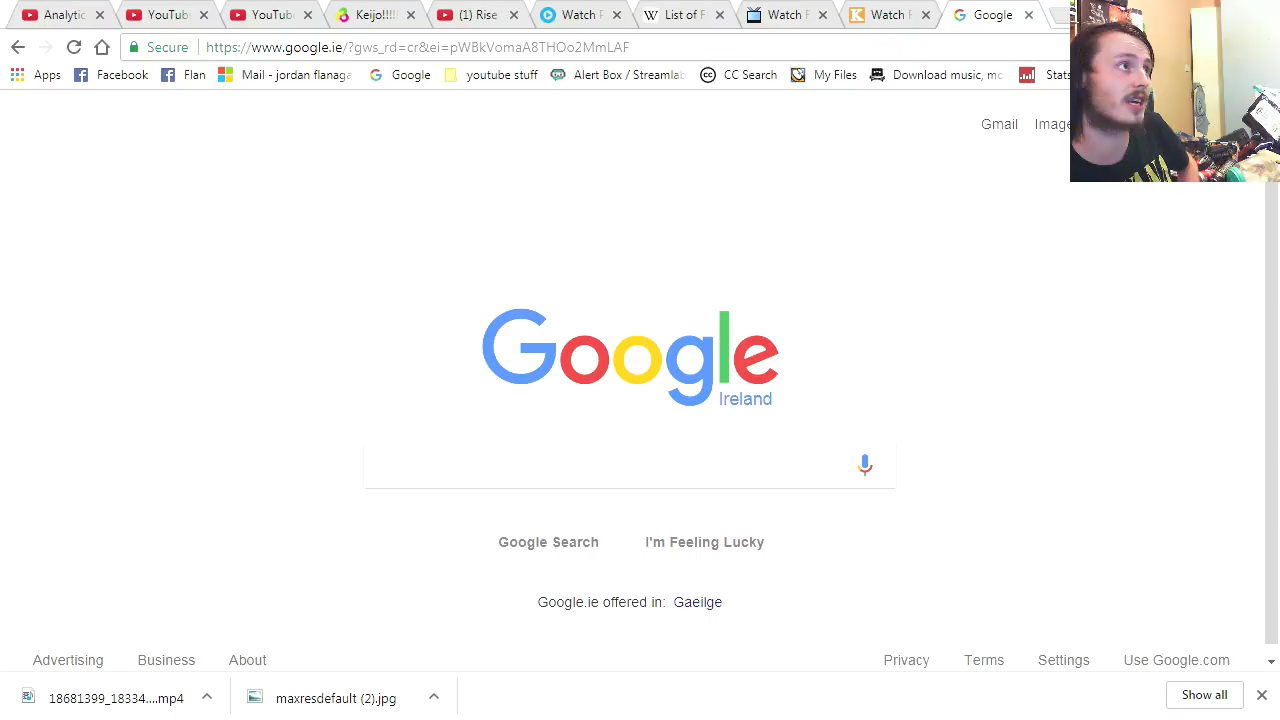 Analytic YouTub YouTub Keijo!!!! (1) Rise Watch F List of F Watch F Watch F Google
Secure https://www.google.ie/?gws_rd=cr&ei=pWBkVomaA8THOo2MmLAF
Apps Facebook Flan Mail - jordan flanaga Google youtube stuff Alert Box / Streamlab CC Search My Files Download music, mo Stats
Gmail Image
Google
Ireland
Google Search I'm Feeling Lucky
Google.ie offered in: Gaeilge
Advertising Business About Privacy Terms Settings Use Google.com
18681399_18334....mp4 maxresdefault (2).jpg Show all